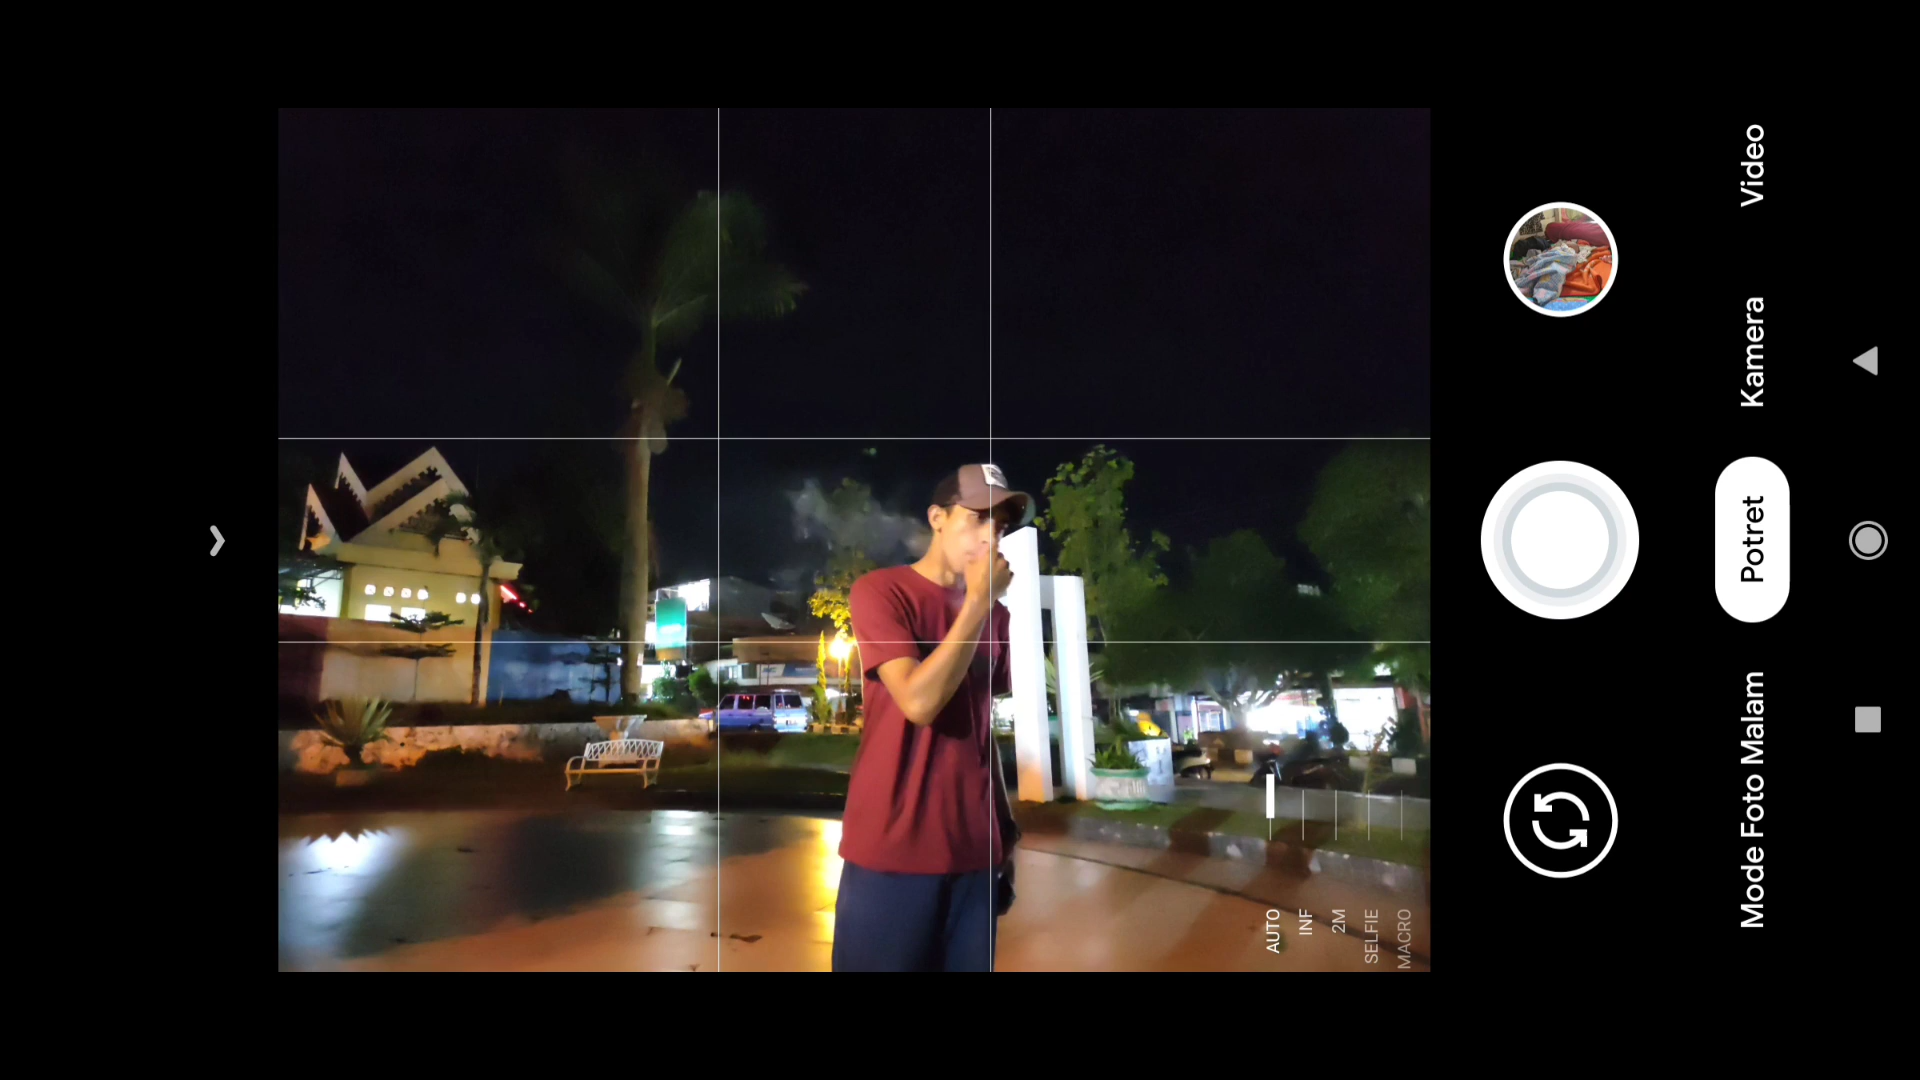 Video
Kamera
Potret
Mode Foto Malam
AUTO
INF
2M
SELFIE
MACRO